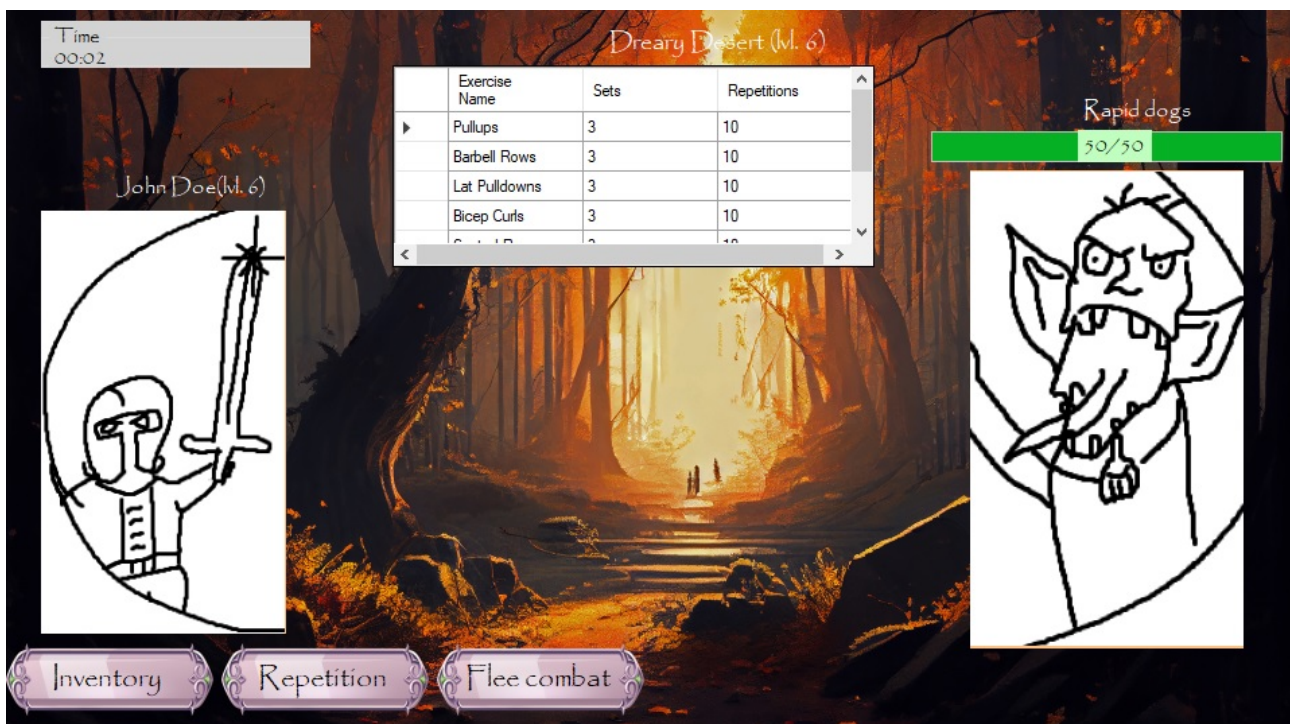 Time
00:02
Dreary Desert (lvl. 6)
Exercise Name Sets Repetitions
Pullups 3 10
Barbell Rows 3 10
Lat Pulldowns 3 10
Bicep Curls 3 10
Rapid dogs
50/50
John Doe(lvl. 6)
Inventory
Repetition
Flee combat